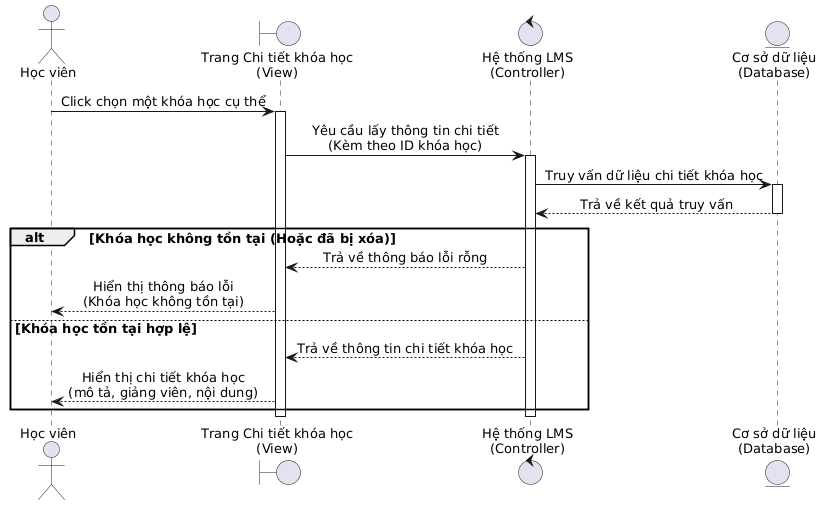 Học viên
Trang Chi tiết khóa học
(View)
Hệ thống LMS
(Controller)
Cơ sở dữ liệu
(Database)
Click chọn một khóa học cụ thể
Yêu cầu lấy thông tin chi tiết
(Kèm theo ID khóa học)
Truy vấn dữ liệu chi tiết khóa học
Trả về kết quả truy vấn
alt
[Khóa học không tồn tại (Hoặc đã bị xóa)]
Trả về thông báo lỗi rỗng
Hiển thị thông báo lỗi
(Khóa học không tồn tại)
[Khóa học tồn tại hợp lệ]
Trả về thông tin chi tiết khóa học
Hiển thị chi tiết khóa học
(mô tả, giảng viên, nội dung)
Học viên
Trang Chi tiết khóa học
(View)
Hệ thống LMS
(Controller)
Cơ sở dữ liệu
(Database)